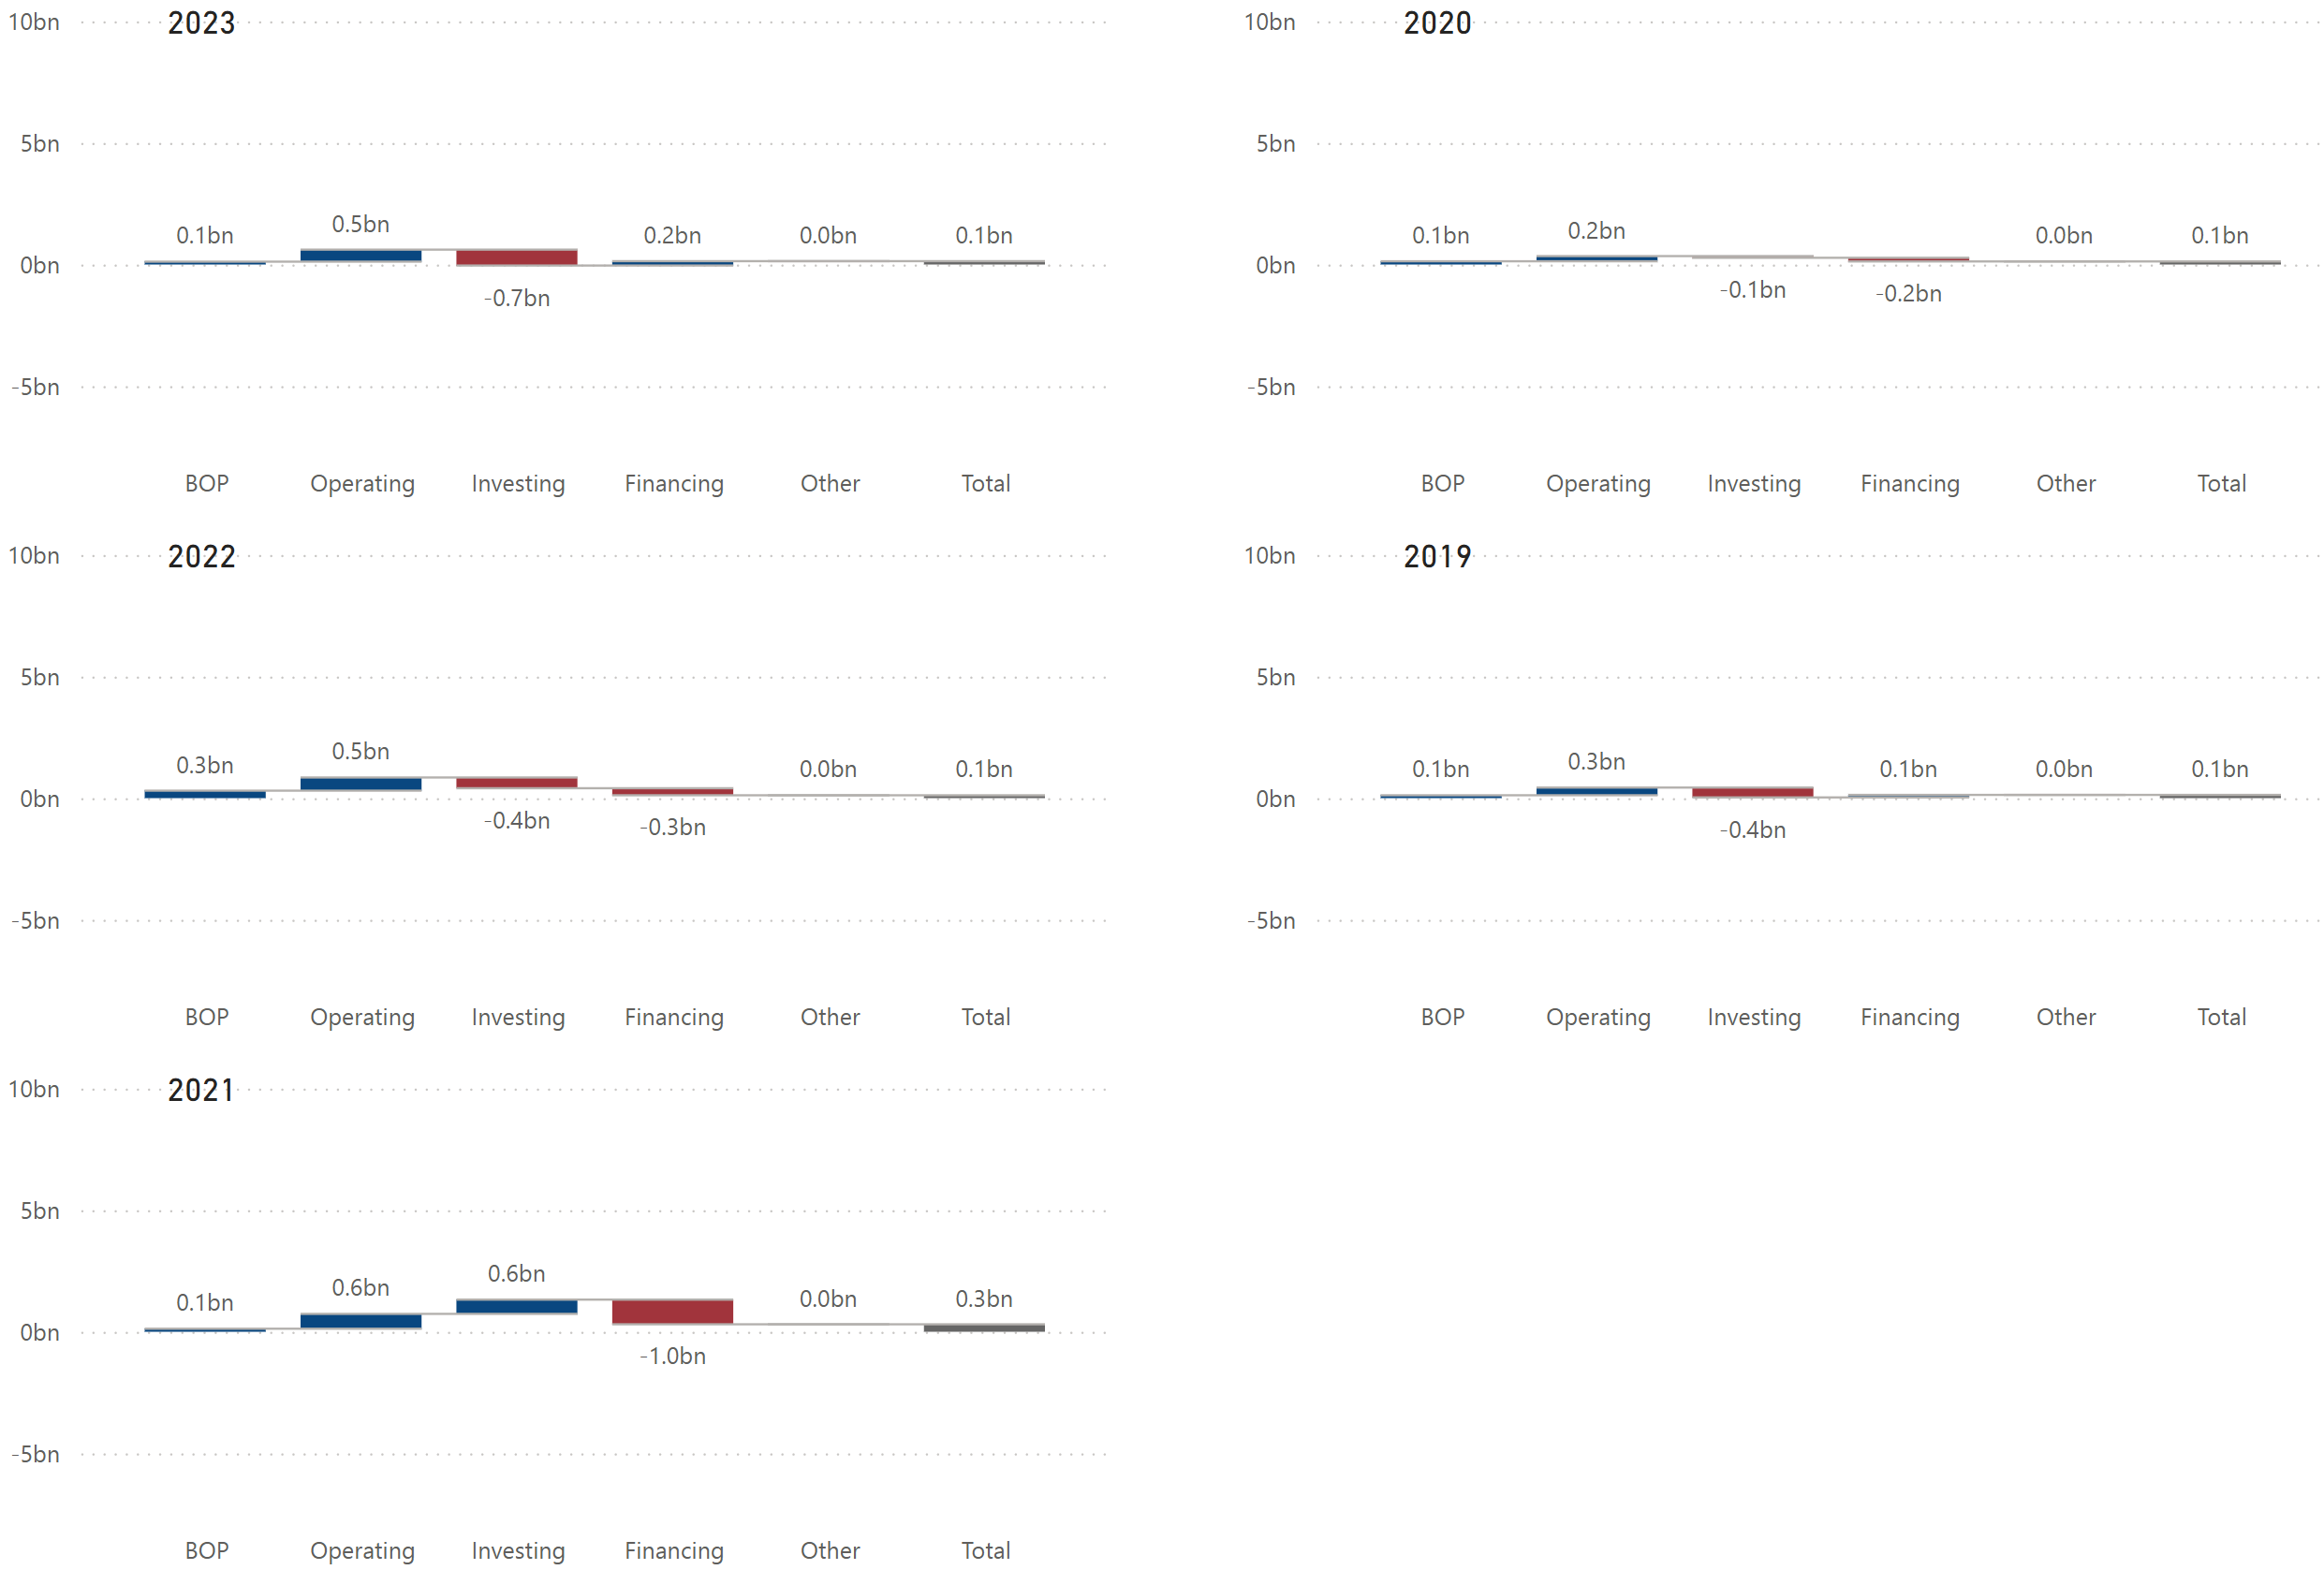 10bn
2023
5bn
0.1bn 0.5bn 0.2bn 0.0bn 0.1bn
0bn
-0.7bn
-5bn
BOP Operating Investing Financing Other Total
10bn
2022
5bn
0.3bn 0.5bn 0.0bn 0.1bn
0bn
-0.4bn -0.3bn
-5bn
BOP Operating Investing Financing Other Total
10bn
2021
5bn
0.1bn 0.6bn 0.6bn 0.0bn 0.3bn
0bn
-1.0bn
-5bn
BOP Operating Investing Financing Other Total
10bn
2020
5bn
0.1bn 0.2bn 0.0bn 0.1bn
0bn
-0.1bn -0.2bn
-5bn
BOP Operating Investing Financing Other Total
10bn
2019
5bn
0.1bn 0.3bn 0.1bn 0.0bn 0.1bn
0bn
-0.4bn
-5bn
BOP Operating Investing Financing Other Total